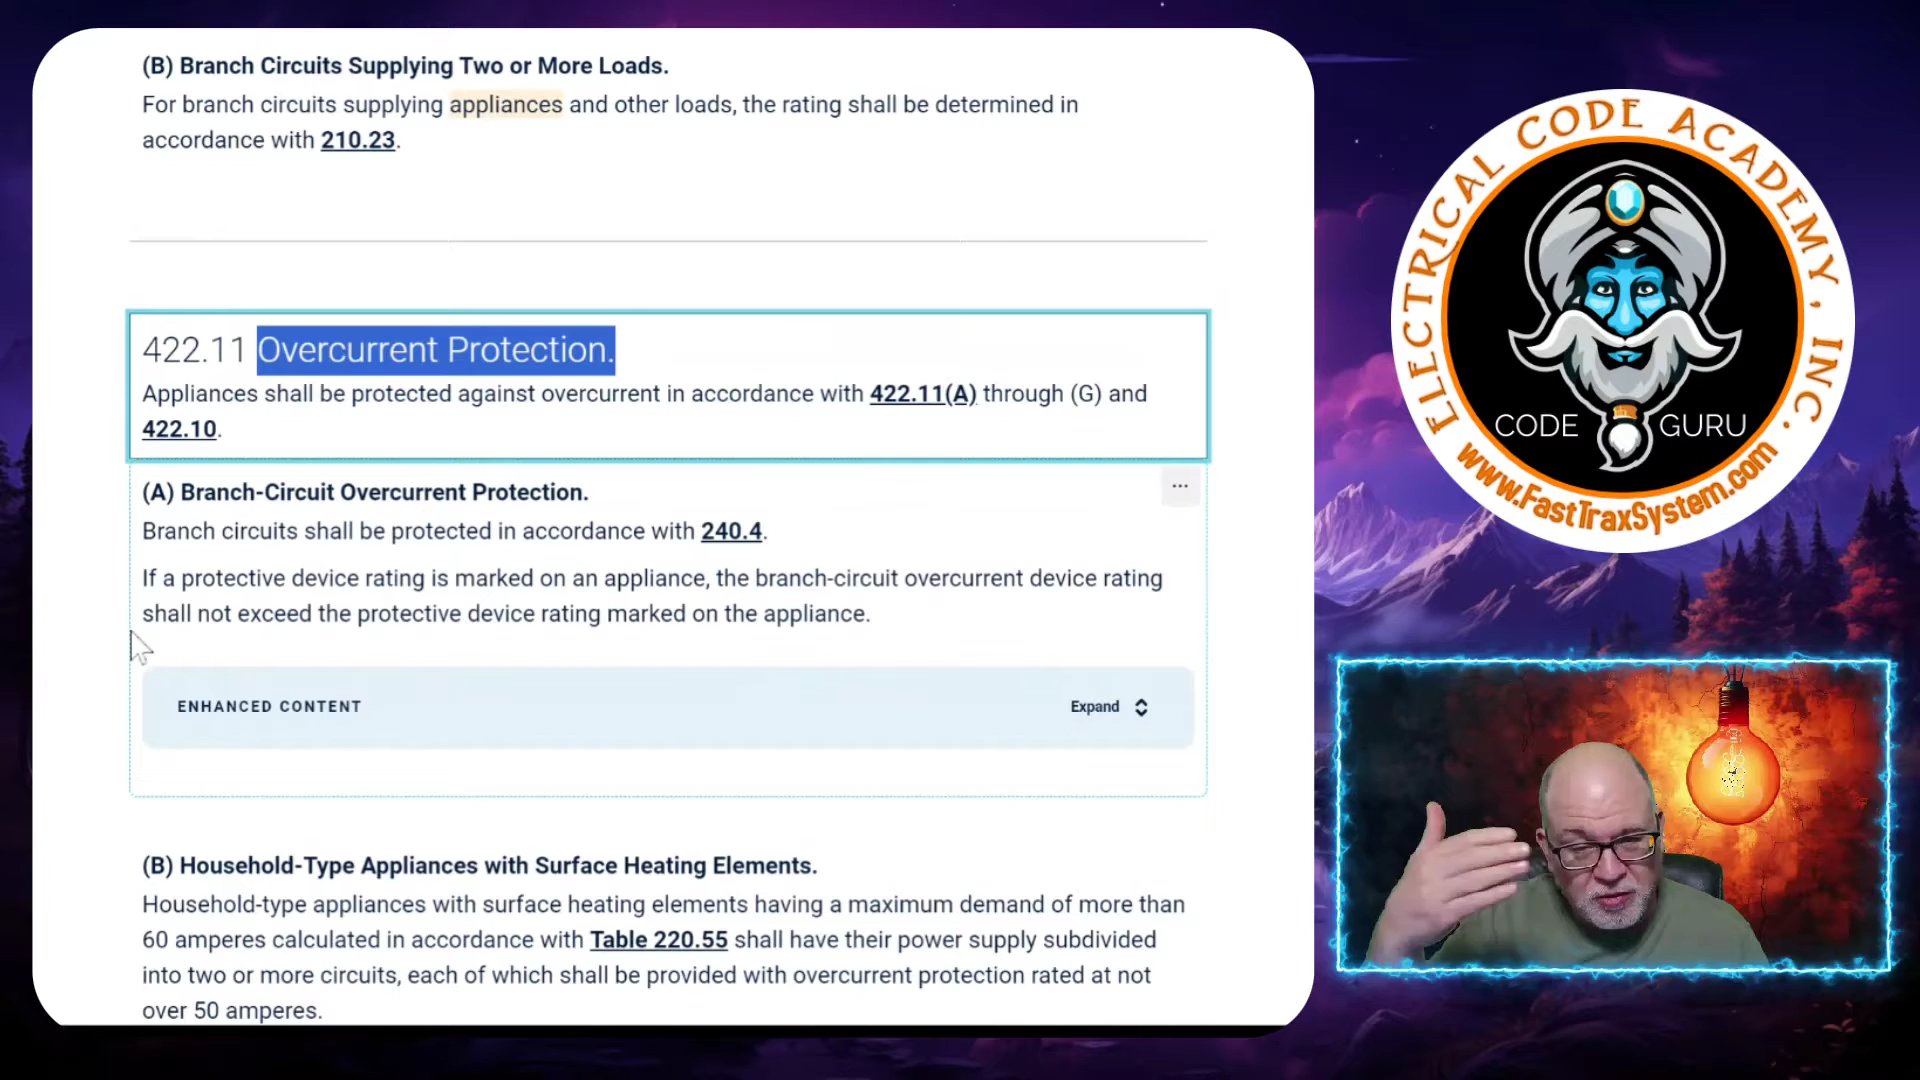 (B) Branch Circuits Supplying Two or More Loads.
For branch circuits supplying appliances and other loads, the rating shall be determined in
accordance with 210.23.
422.11 Overcurrent Protection.
Appliances shall be protected against overcurrent in accordance with 422.11(A) through (G) and
422.10.
(A) Branch-Circuit Overcurrent Protection.
...
Branch circuits shall be protected in accordance with 240.4.
If a protective device rating is marked on an appliance, the branch-circuit overcurrent device rating
shall not exceed the protective device rating marked on the appliance.
ENHANCED CONTENT
Expand
(B) Household-Type Appliances with Surface Heating Elements.
Household-type appliances with surface heating elements having a maximum demand of more than
60 amperes calculated in accordance with Table 220.55 shall have their power supply subdivided
into two or more circuits, each of which shall be provided with overcurrent protection rated at not
over 50 amperes.
ELECTRICAL CODE ACADEMY, INC.
CODE GURU
www.FastTraxSystem.com